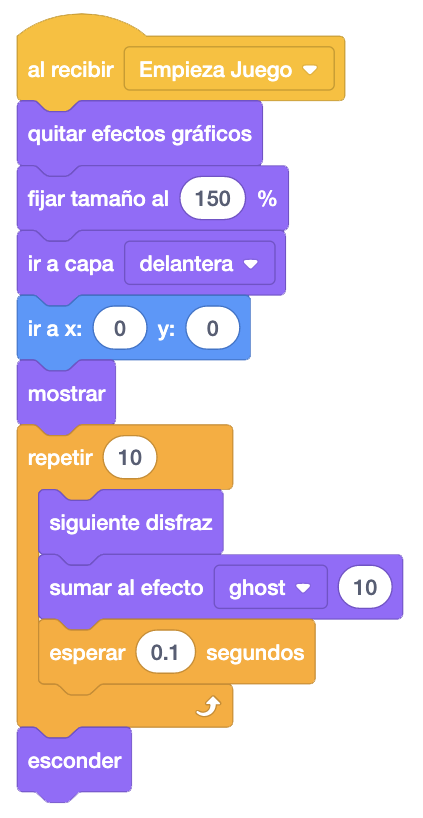 al recibir Empieza Juego
quitar efectos gráficos
fijar tamaño al 150 %
ir a capa delantera
ir a x: 0 y: 0
mostrar
repetir 10
siguiente disfraz
sumar al efecto ghost 10
esperar 0.1 segundos
esconder